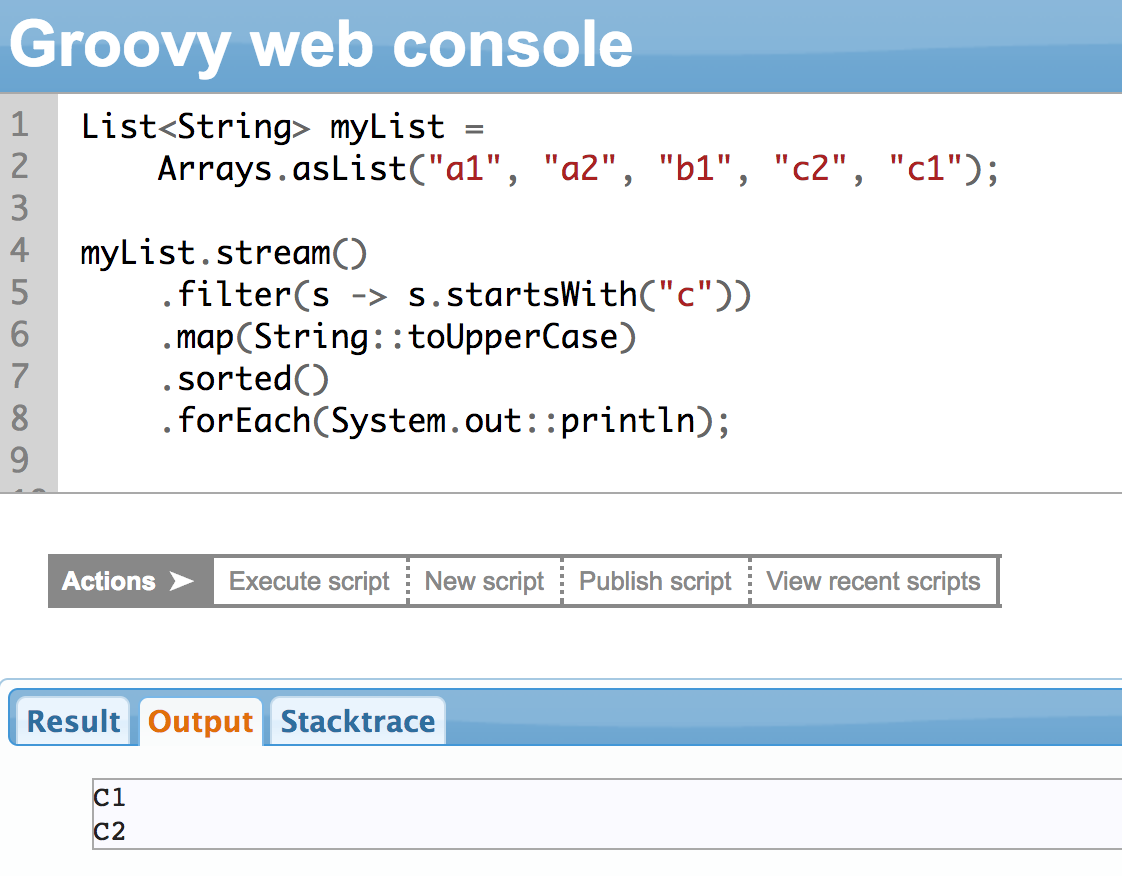 Groovy web console
1 List<String> myList =
2 Arrays.asList("a1", "a2", "b1", "c2", "c1");
3
4 myList.stream()
5 .filter(s -> s.startsWith("c"))
6 .map(String::toUpperCase)
7 .sorted()
8 .forEach(System.out::println);
9
Actions ➤ Execute script New script Publish script View recent scripts
Result Output Stacktrace
C1
C2